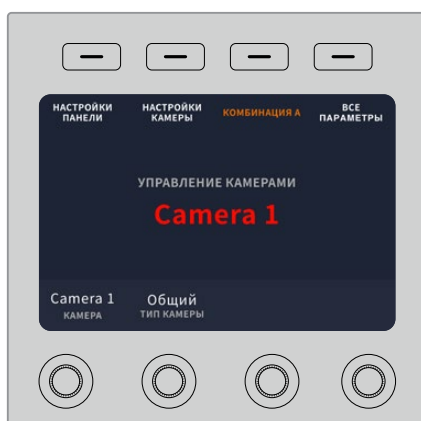 НАСТРОЙКИ ПАНЕЛИ
НАСТРОЙКИ КАМЕРЫ
КОМБИНАЦИЯ А
ВСЕ ПАРАМЕТРЫ
УПРАВЛЕНИЕ КАМЕРАМИ
Camera 1
Camera 1
КАМЕРА
Общий
ТИП КАМЕРЫ